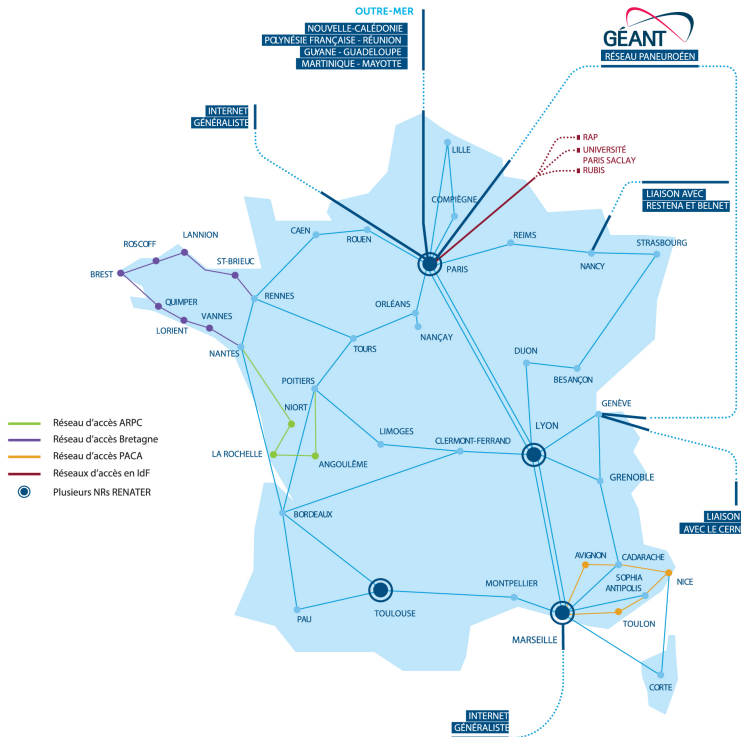 OUTRE-MER
NOUVELLE-CALÉDONIE
POLYNÉSIE FRANÇAISE - RÉUNION
GUYANE - GUADELOUPE
MARTINIQUE - MAYOTTE
GÉANT
RÉSEAU PANEUROÉEN
INTERNET
GÉNÉRALISTE
RAP
UNIVERSITÉ
PARIS SACLAY
RUBIS
LIAISON AVEC
RESTENA ET BELNET
LILLE
COMPIÈGNE
CAEN
ROUEN
REIMS
STRASBOURG
NANCY
PARIS
LANNION
ROSCOFF
ST-BRIEUC
BREST
RENNES
QUIMPER
VANNES
LORIENT
NANTES
ORLÉANS
NANÇAY
TOURS
DIJON
BESANÇON
POITIERS
GENÈVE
NIORT
LYON
LIMOGES
CLERMONT-FERRAND
LA ROCHELLE
ANGOULÊME
GRENOBLE
Réseau d'accès ARPC
Réseau d'accès Bretagne
Réseau d'accès PACA
Réseaux d'accès en IdF
Plusieurs NRs RENATER
LIAISON
AVEC LE CERN
BORDEAUX
AVIGNON
CADARACHE
SOPHIA
ANTIPOLIS
NICE
MONTPELLIER
PAU
TOULOUSE
TOULON
MARSEILLE
CORTE
INTERNET
GÉNÉRALISTE